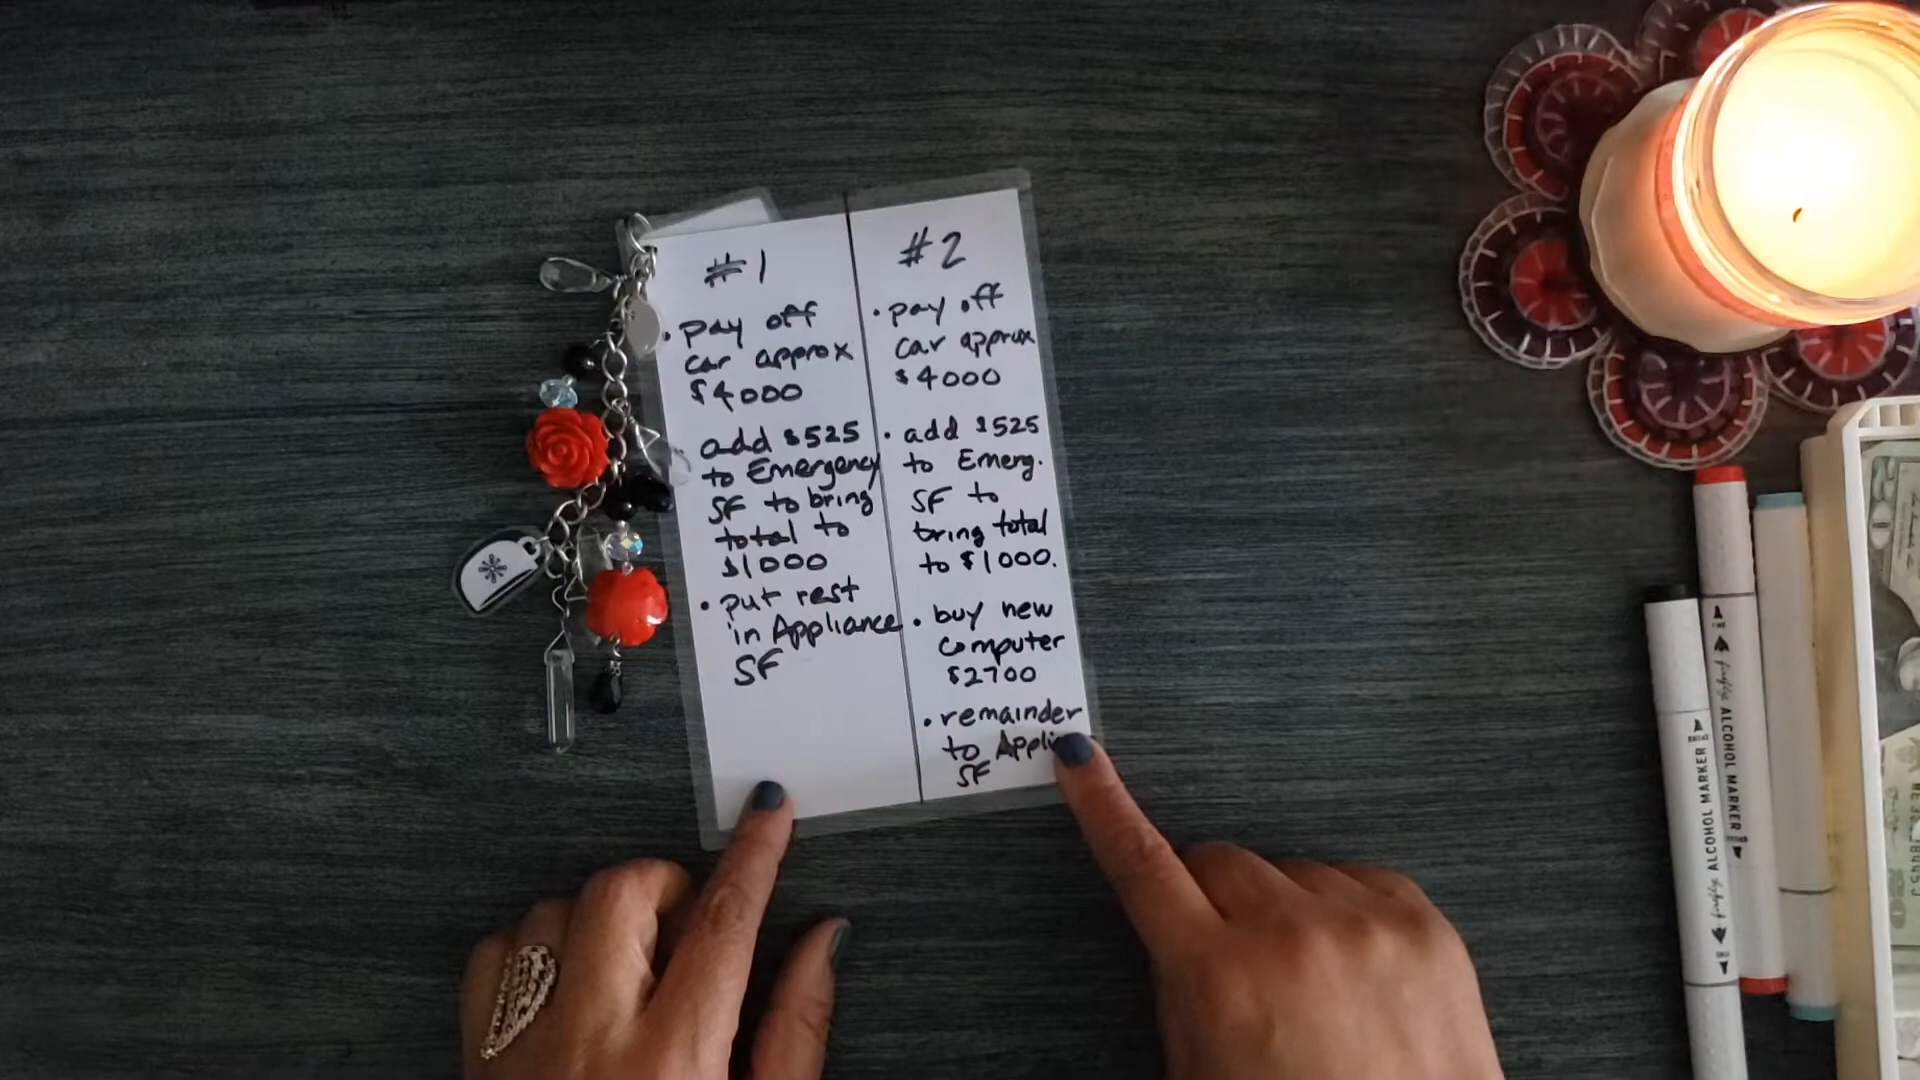 #1
• pay off
car approx
$4000
add $525
to Emergency
SF to bring
total to
$1000
• put rest
in Appliance
SF
#2
• pay off
car approx
$4000
• add $525
to Emerg.
SF to
bring total
to $1000.
• buy new
computer
$2700
• remainder
to
SF
ALCOHOL MARKER
firefly
ALCOHOL MARKER
firefly